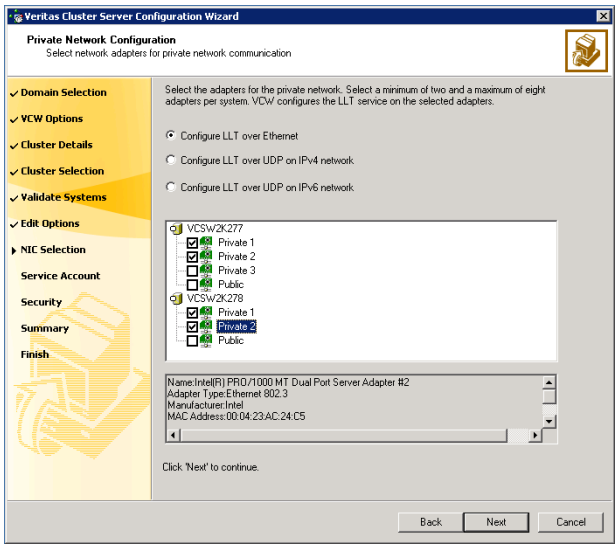 Veritas Cluster Server Configuration Wizard
Private Network Configuration
Select network adapters for private network communication
Domain Selection
VCW Options
Cluster Details
Cluster Selection
Validate Systems
Edit Options
NIC Selection
Service Account
Security
Summary
Finish
Select the adapters for the private network. Select a minimum of two and a maximum of eight
adapters per system. VCW configures the LLT service on the selected adapters.
Configure LLT over Ethernet
Configure LLT over UDP on IPv4 network
Configure LLT over UDP on IPv6 network
VCSW2K277
Private 1
Private 2
Private 3
Public
VCSW2K278
Private 1
Private 2
Public
Name:Intel(R) PRO/1000 MT Dual Port Server Adapter #2
Adapter Type:Ethernet 802.3
Manufacturer:Intel
MAC Address:00:04:23:AC:24:C5
Click 'Next' to continue.
Back
Next
Cancel